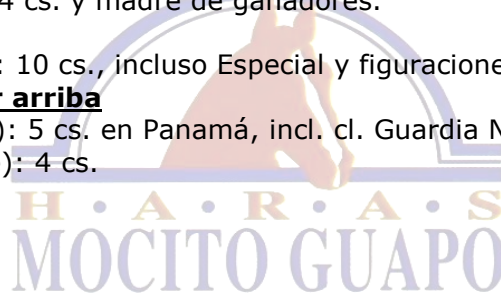 4 cs. y madre de ganadores.
: 10 cs., incluso Especial y figuracione
r arriba
): 5 cs. en Panamá, incl. cl. Guardia N
): 4 cs.
H • A • R • A • S
MOCITO GUAPO